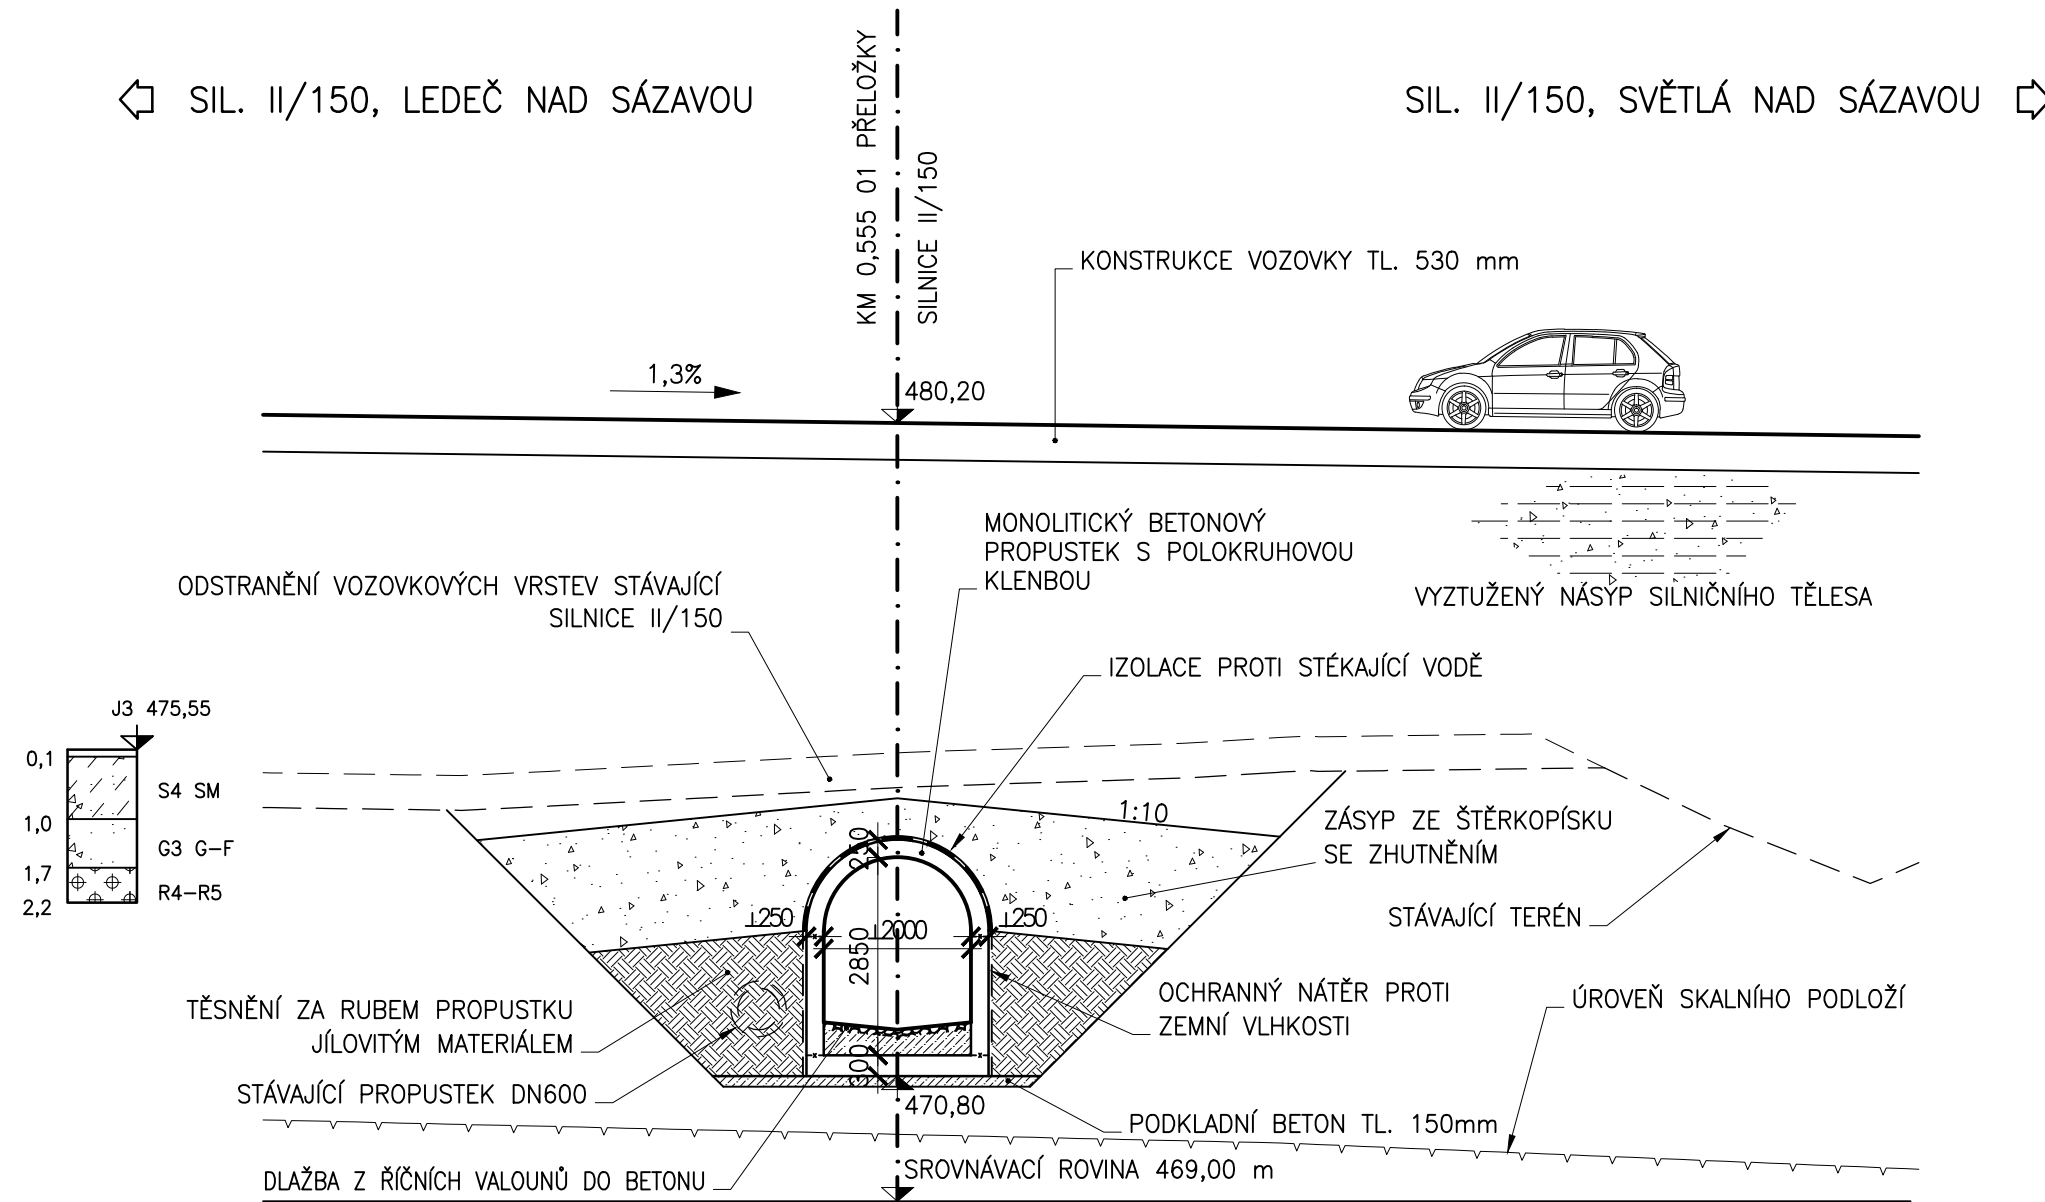 SIL. II/150, LEDEČ NAD SÁZAVOU
SIL. II/150, SVĚTLÁ NAD SÁZAVOU
KM 0,555 01 PŘELOŽKY
SILNICE II/150
KONSTRUKCE VOZOVKY TL. 530 mm
1,3%
480,20
MONOLITICKÝ BETONOVÝ
PROPUSTEK S POLOKRUHOVOU
KLENBOU
ODSTRANĚNÍ VOZOVKOVÝCH VRSTEV STÁVAJÍCÍ
SILNICE II/150
VYZTUŽENÝ NÁSYP SILNIČNÍHO TĚLESA
IZOLACE PROTI STÉKAJÍCÍ VODĚ
J3 475,55
0,1
S4 SM
1,0
G3 G-F
1,7
R4-R5
2,2
1:10
ZÁSYP ZE ŠTĚRKOPÍSKU
SE ZHUTNĚNÍM
250
250
2000
250
2850
300
STÁVAJÍCÍ TERÉN
TĚSNĚNÍ ZA RUBEM PROPUSTKU
JÍLOVITÝM MATERIÁLEM
OCHRANNÝ NÁTĚR PROTI
ZEMNÍ VLHKOSTI
ÚROVEŇ SKALNÍHO PODLOŽÍ
STÁVAJÍCÍ PROPUSTEK DN600
470,80
PODKLADNÍ BETON TL. 150mm
DLAŽBA Z ŘÍČNÍCH VALOUNŮ DO BETONU
SROVNÁVACÍ ROVINA 469,00 m